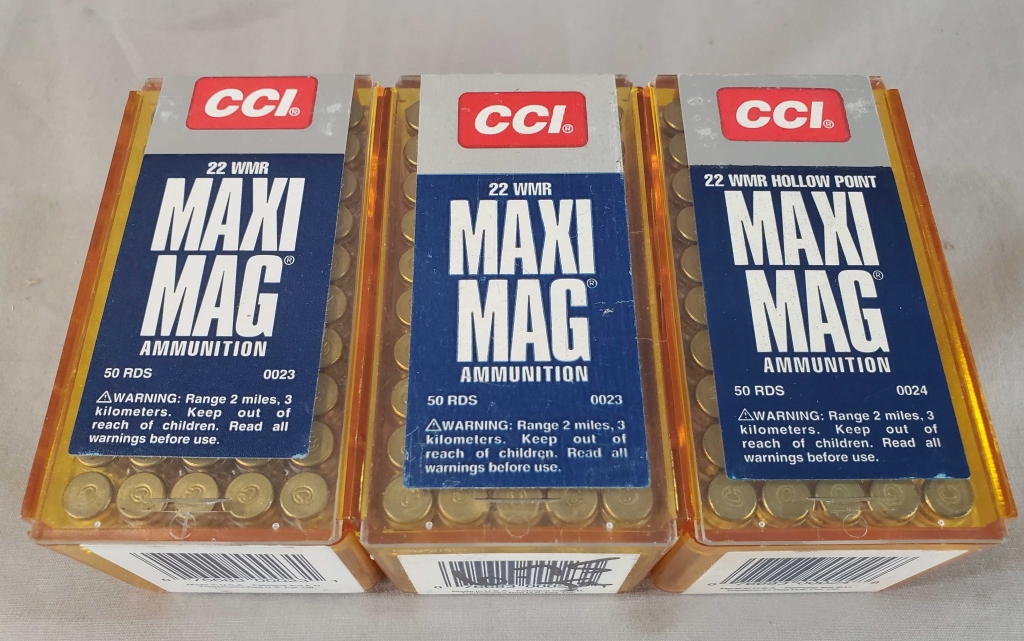 CCI®
22 WMR
MAXI
MAG®
AMMUNITION
50 RDS 0023
⚠WARNING: Range 2 miles, 3
kilometers. Keep out of
reach of children. Read all
warnings before use.
CCI®
22 WMR
MAXI
MAG®
AMMUNITION
50 RDS 0023
⚠WARNING: Range 2 miles, 3
kilometers. Keep out of
reach of children. Read all
warnings before use.
CCI®
22 WMR HOLLOW POINT
MAXI
MAG®
AMMUNITION
50 RDS 0024
⚠WARNING: Range 2 miles, 3
kilometers. Keep out of
reach of children. Read all
warnings before use.